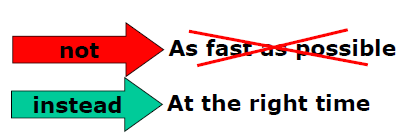 not As fast as possible
instead At the right time